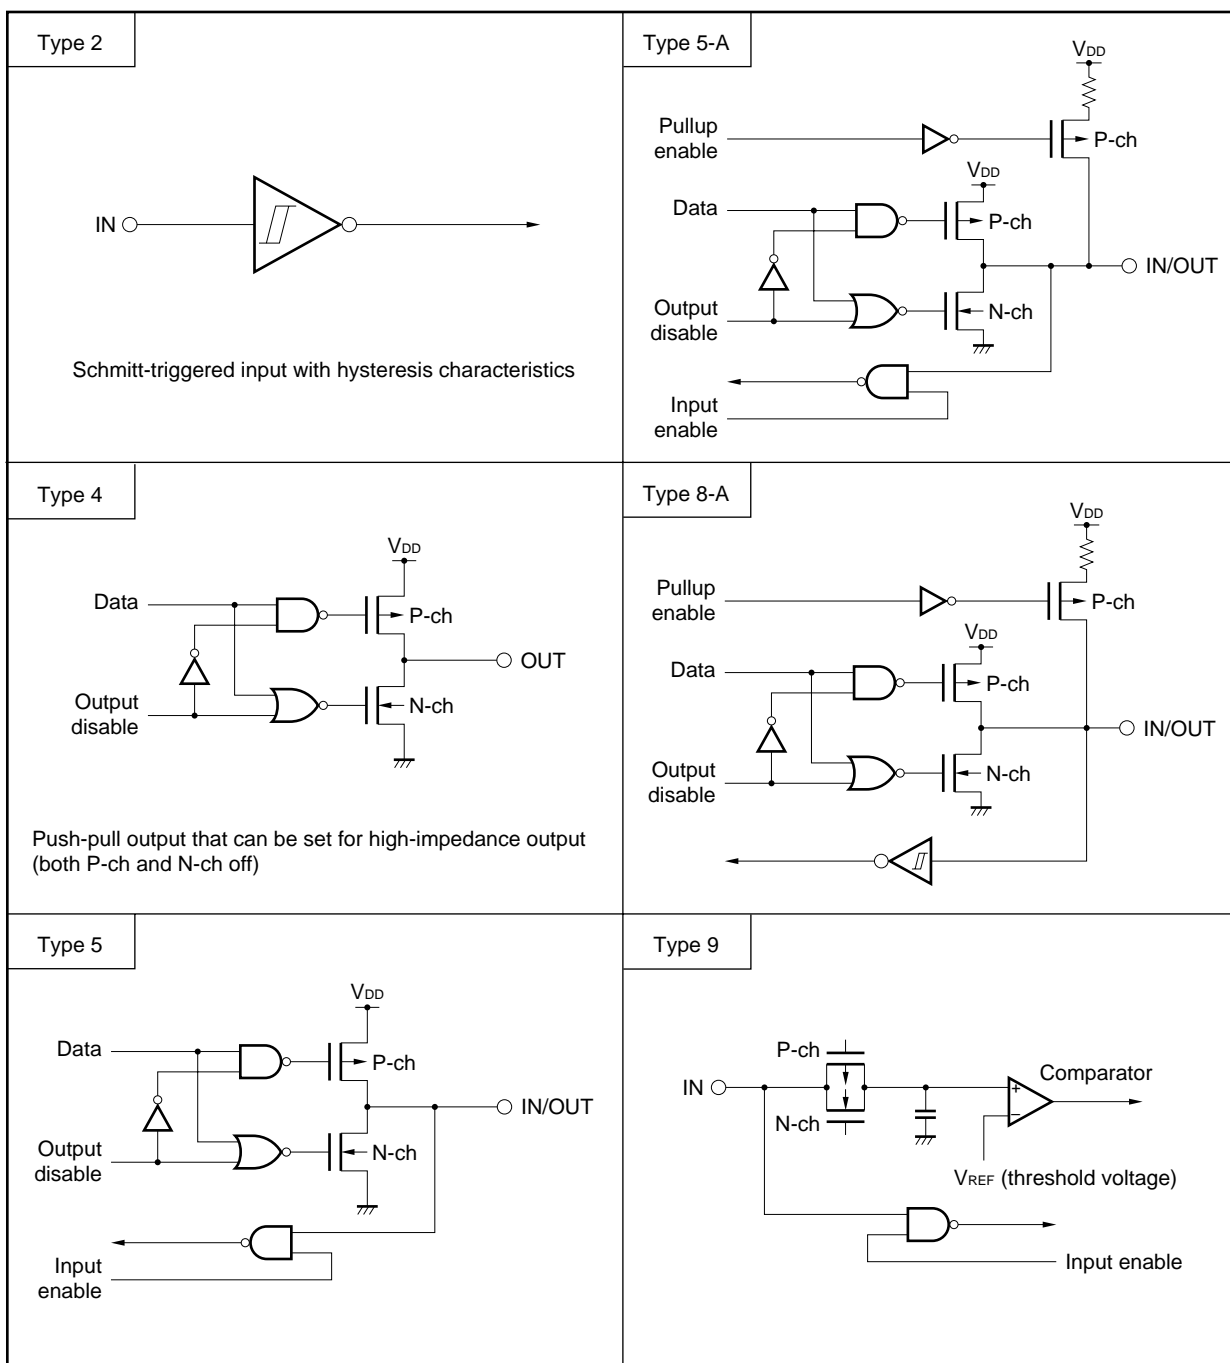 Type 2
IN
Schmitt-triggered input with hysteresis characteristics
Type 5-A
VDD
Pullup
enable
P-ch
VDD
Data
P-ch
IN/OUT
Output
disable
N-ch
Input
enable
Type 4
VDD
Data
P-ch
OUT
Output
disable
N-ch
Push-pull output that can be set for high-impedance output
(both P-ch and N-ch off)
Type 8-A
VDD
Pullup
enable
P-ch
VDD
Data
P-ch
IN/OUT
Output
disable
N-ch
Type 5
VDD
Data
P-ch
IN/OUT
Output
disable
N-ch
Input
enable
Type 9
P-ch
IN
Comparator
+
−
N-ch
VREF (threshold voltage)
Input enable